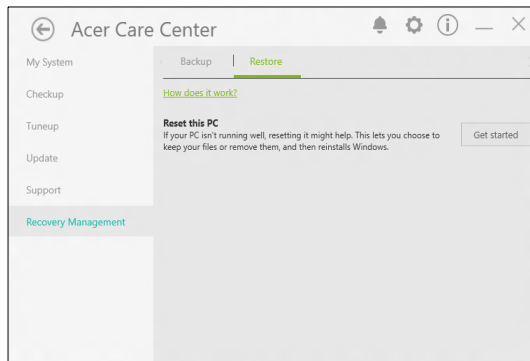 Acer Care Center
My System
Checkup
Tuneup
Update
Support
Recovery Management
Backup
Restore
How does it work?
Reset this PC
If your PC isn't running well, resetting it might help. This lets you choose to
keep your files or remove them, and then reinstalls Windows.
Get started